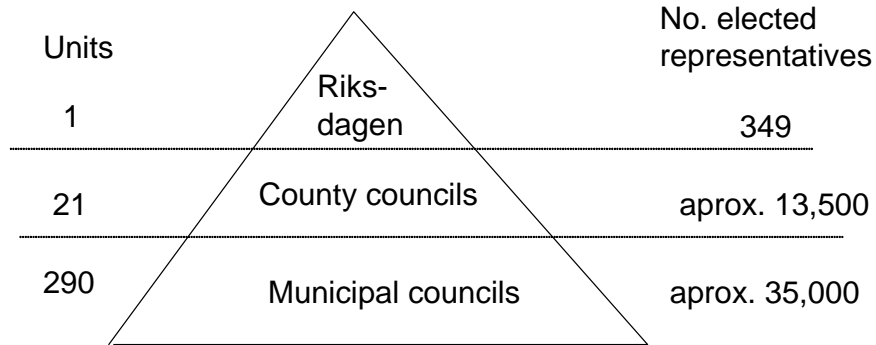 Units
No. elected
representatives
1
Riks-
dagen
349
21
County councils
aprox. 13,500
290
Municipal councils
aprox. 35,000